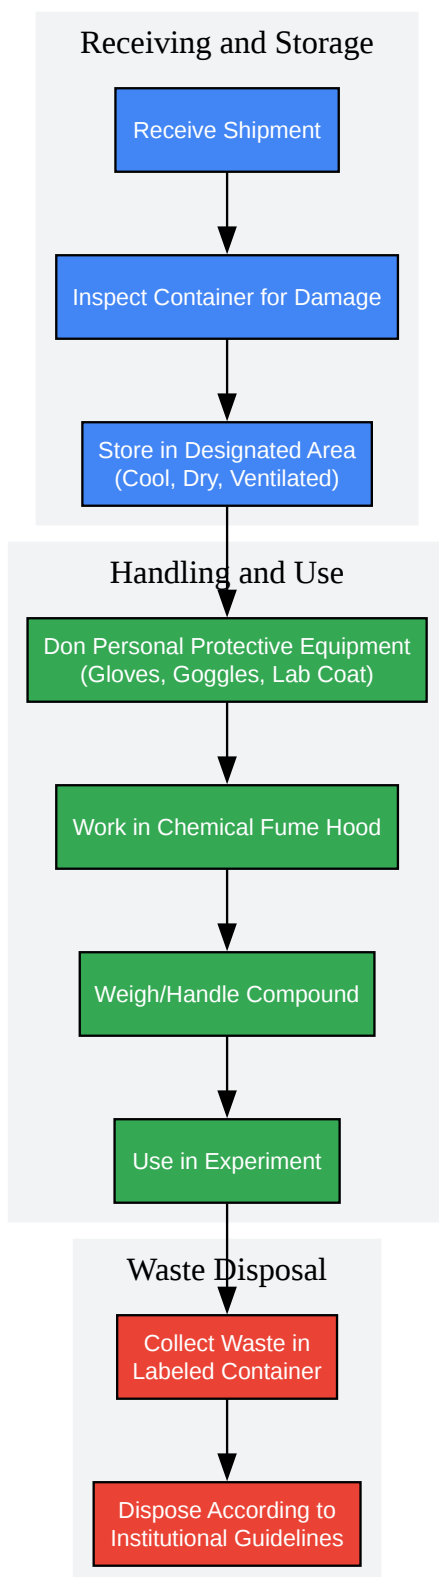 Receiving and Storage
Receive Shipment
Inspect Container for Damage
Store in Designated Area
(Cool, Dry, Ventilated)
Handling and Use
Don Personal Protective Equipment
(Gloves, Goggles, Lab Coat)
Work in Chemical Fume Hood
Weigh/Handle Compound
Use in Experiment
Waste Disposal
Collect Waste in
Labeled Container
Dispose According to
Institutional Guidelines